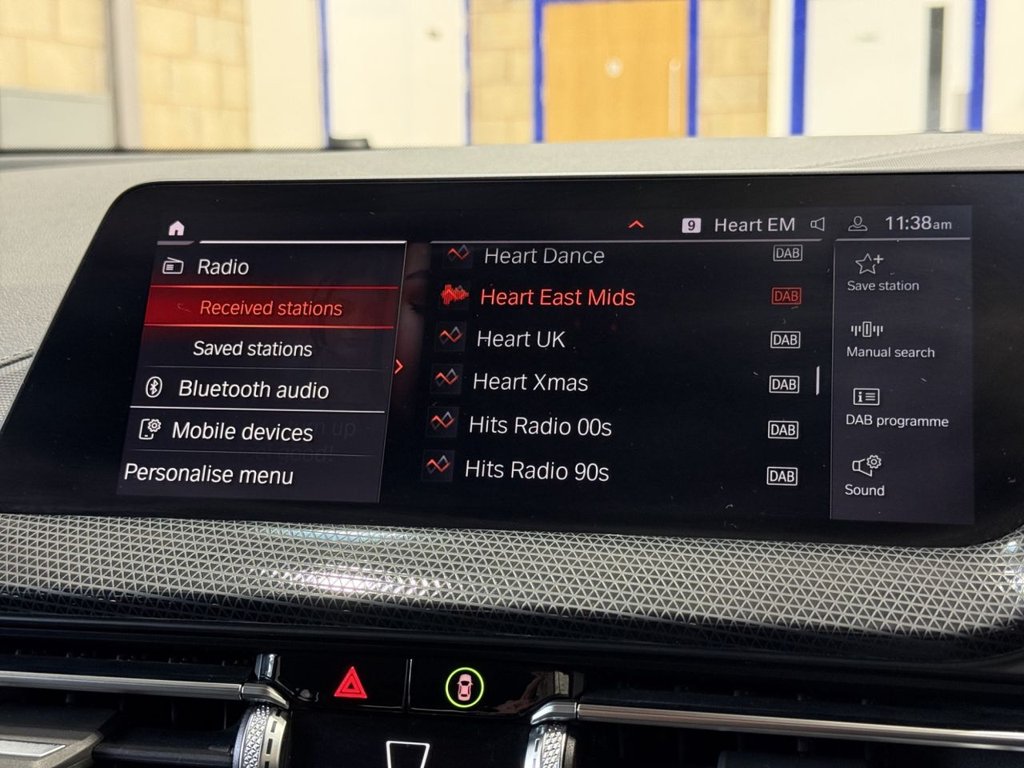 9 Heart EM 11:38am
Radio
Received stations
Saved stations
Bluetooth audio
Mobile devices
Personalise menu
Heart Dance DAB
Heart East Mids DAB
Heart UK DAB
Heart Xmas DAB
Hits Radio 00s DAB
Hits Radio 90s DAB
Save station
Manual search
DAB programme
Sound